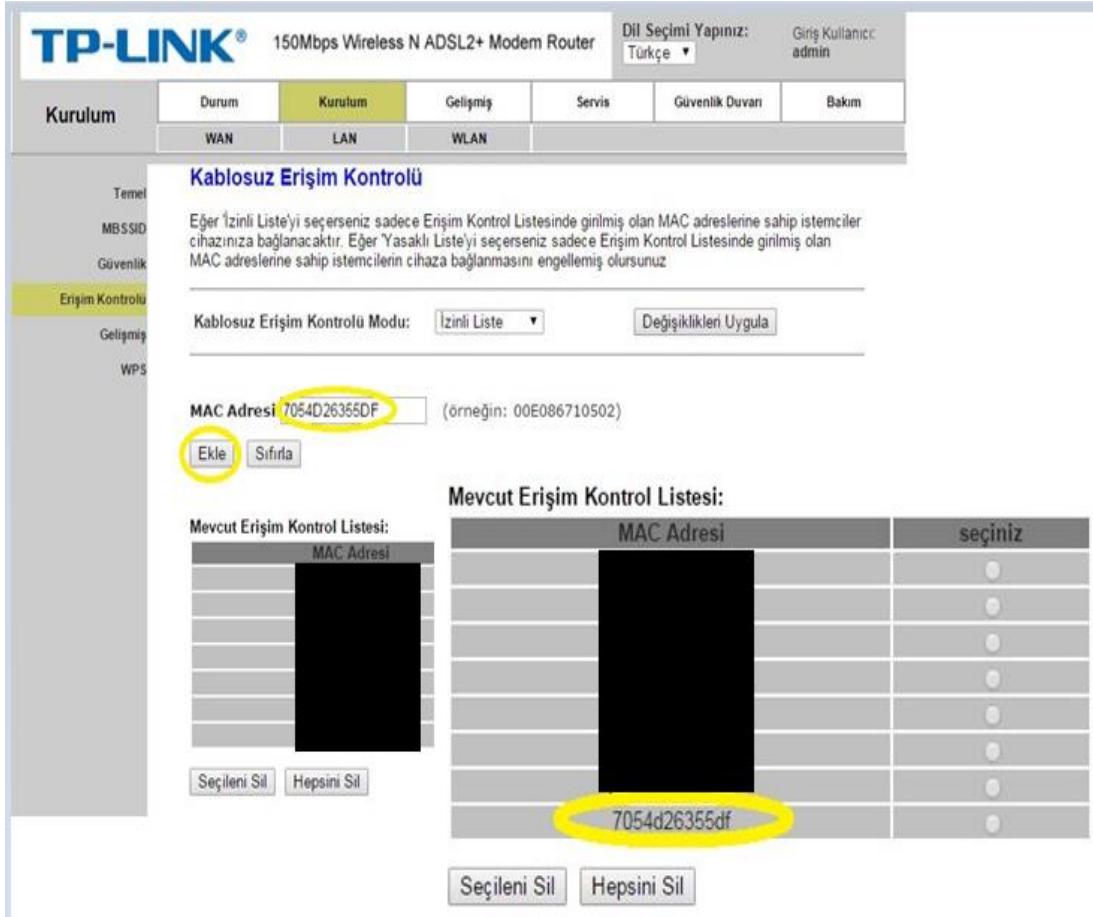 TP-LINK® 150Mbps Wireless N ADSL2+ Modem Router
Dil Seçimi Yapınız:
Türkçe
Giriş Kullanıcı:
admin
Kurulum
Durum Kurulum Gelişmiş Servis Güvenlik Duvarı Bakım
WAN LAN WLAN
Temel
MBSSID
Güvenlik
Erişim Kontrolü
Gelişmiş
WPS
Kablosuz Erişim Kontrolü
Eğer 'İzinli Liste'yi seçerseniz sadece Erişim Kontrol Listesinde girilmiş olan MAC adreslerine sahip istemciler
cihazınıza bağlanacaktır. Eğer 'Yasaklı Liste'yi seçerseniz sadece Erişim Kontrol Listesinde girilmiş olan
MAC adreslerine sahip istemcilerin cihaza bağlanmasını engellemiş olursunuz
Kablosuz Erişim Kontrolü Modu: İzinli Liste Değişiklikleri Uygula
MAC Adresi 7054D26355DF (örneğin: 00E086710502)
Ekle Sıfırla
Mevcut Erişim Kontrol Listesi:
MAC Adresi
Seçileni Sil Hepsini Sil
Mevcut Erişim Kontrol Listesi:
MAC Adresi seçiniz
7054d26355df
Seçileni Sil Hepsini Sil